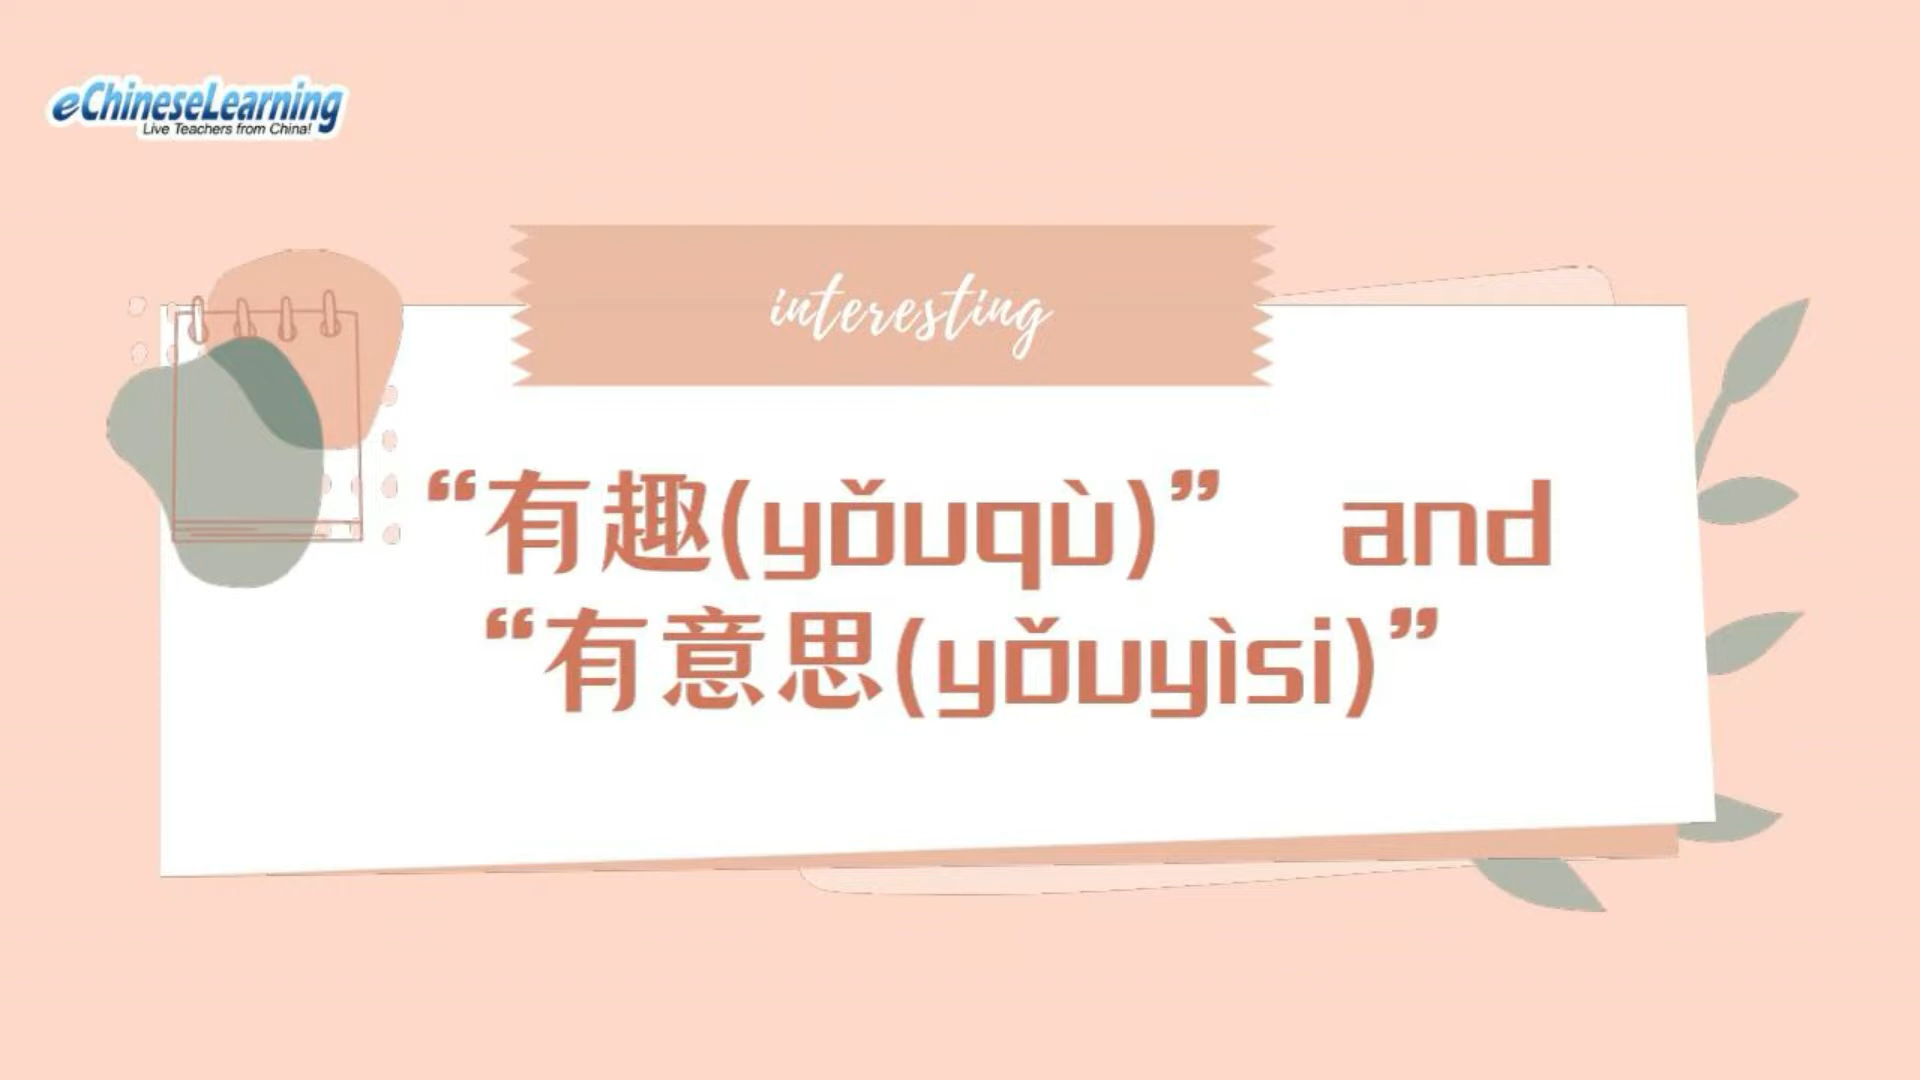 eChineseLearning
Live Teachers from China!
interesting
“有趣(yǒuqù)” and
“有意思(yǒuyìsi)”